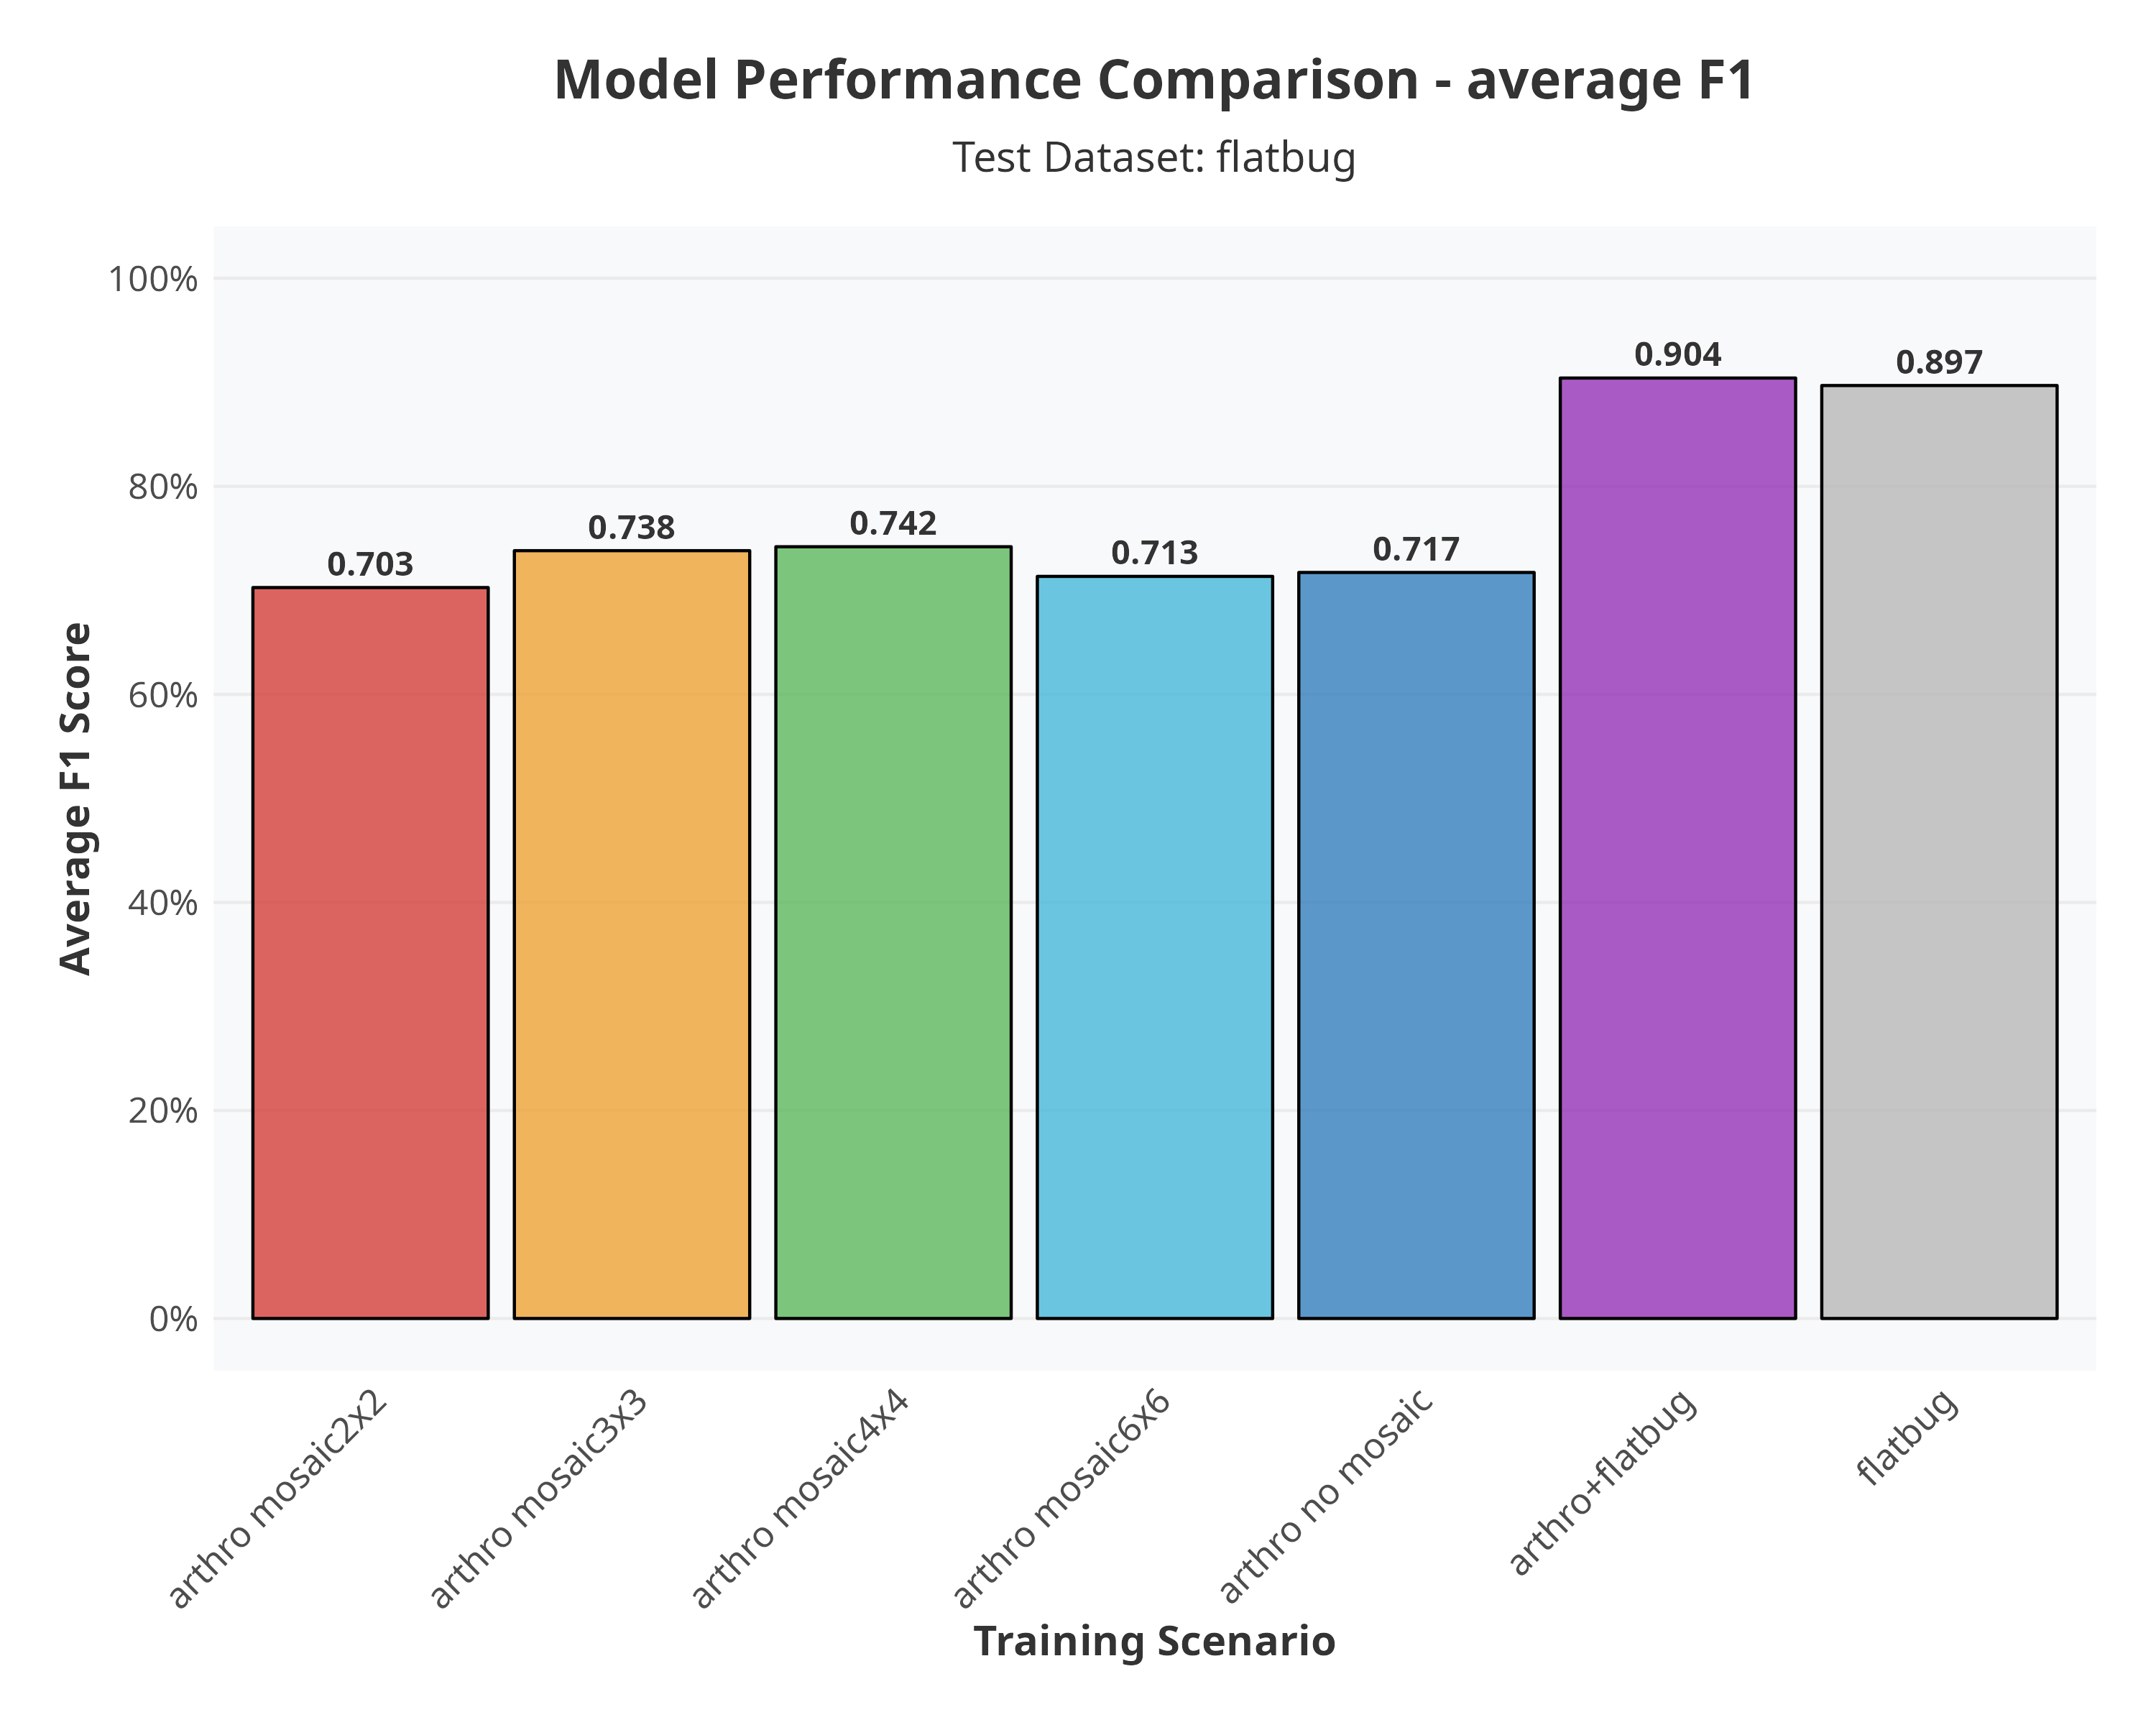 Model Performance Comparison - average F1
Test Dataset: flatbug
Average F1 Score
100%
80%
60%
40%
20%
0%
0.703
0.738
0.742
0.713
0.717
0.904
0.897
arthro mosaic2x2
arthro mosaic3x3
arthro mosaic4x4
arthro mosaic6x6
arthro no mosaic
arthro+flatbug
flatbug
Training Scenario